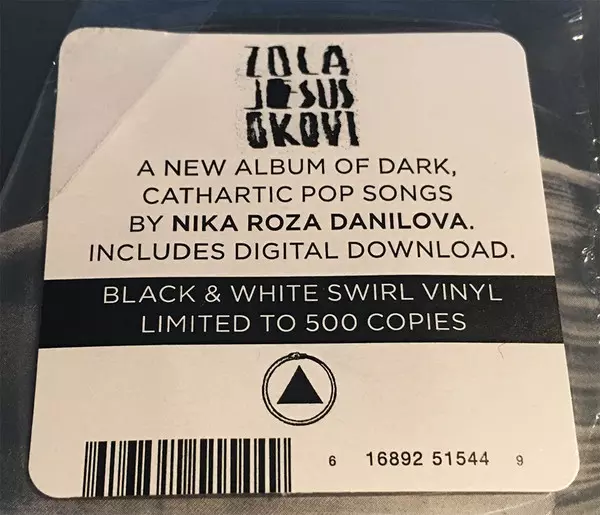 ZOLA
JESUS
OKOVI
A NEW ALBUM OF DARK,
CATHARTIC POP SONGS
BY NIKA ROZA DANILOVA.
INCLUDES DIGITAL DOWNLOAD.
BLACK & WHITE SWIRL VINYL
LIMITED TO 500 COPIES
6 16892 51544 9